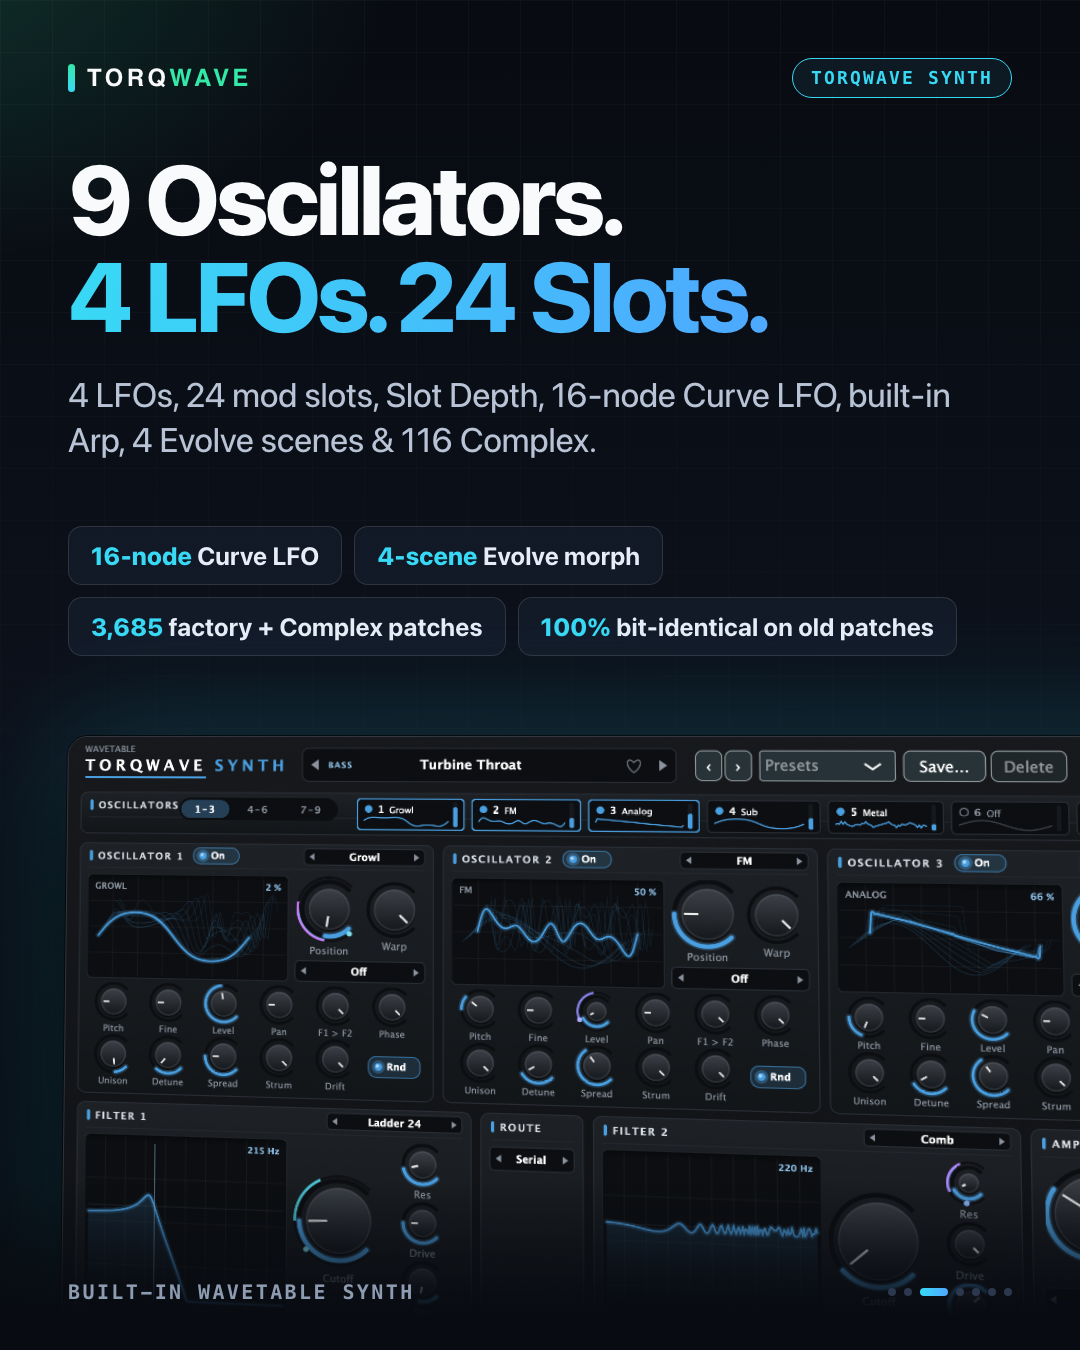 TORQWAVE
TORQWAVE SYNTH
9 Oscillators.
4 LFOs. 24 Slots.
4 LFOs, 24 mod slots, Slot Depth, 16-node Curve LFO, built-in
Arp, 4 Evolve scenes & 116 Complex.
16-node Curve LFO
4-scene Evolve morph
3,685 factory + Complex patches
100% bit-identical on old patches
WAVETABLE
TORQWAVE SYNTH
BASS
Turbine Throat
Presets
Save...
Delete
OSCILLATORS
1-3
4-6
7-9
1 Growl
2 FM
3 Analog
4 Sub
5 Metal
6 Off
OSCILLATOR 1
On
Growl
GROWL
2 %
Position
Warp
Off
Pitch
Fine
Level
Pan
F1 > F2
Phase
Unison
Detune
Spread
Strum
Drift
Rnd
OSCILLATOR 2
On
FM
FM
50 %
Position
Warp
Off
Pitch
Fine
Level
Pan
F1 > F2
Phase
Unison
Detune
Spread
Strum
Drift
Rnd
OSCILLATOR 3
On
ANALOG
66 %
Pitch
Fine
Level
Pan
Unison
Detune
Spread
Strum
FILTER 1
Ladder 24
215 Hz
Res
Drive
Cutoff
ROUTE
Serial
FILTER 2
Comb
220 Hz
Res
Drive
Cutoff
AMP
BUILT-IN WAVETABLE SYNTH